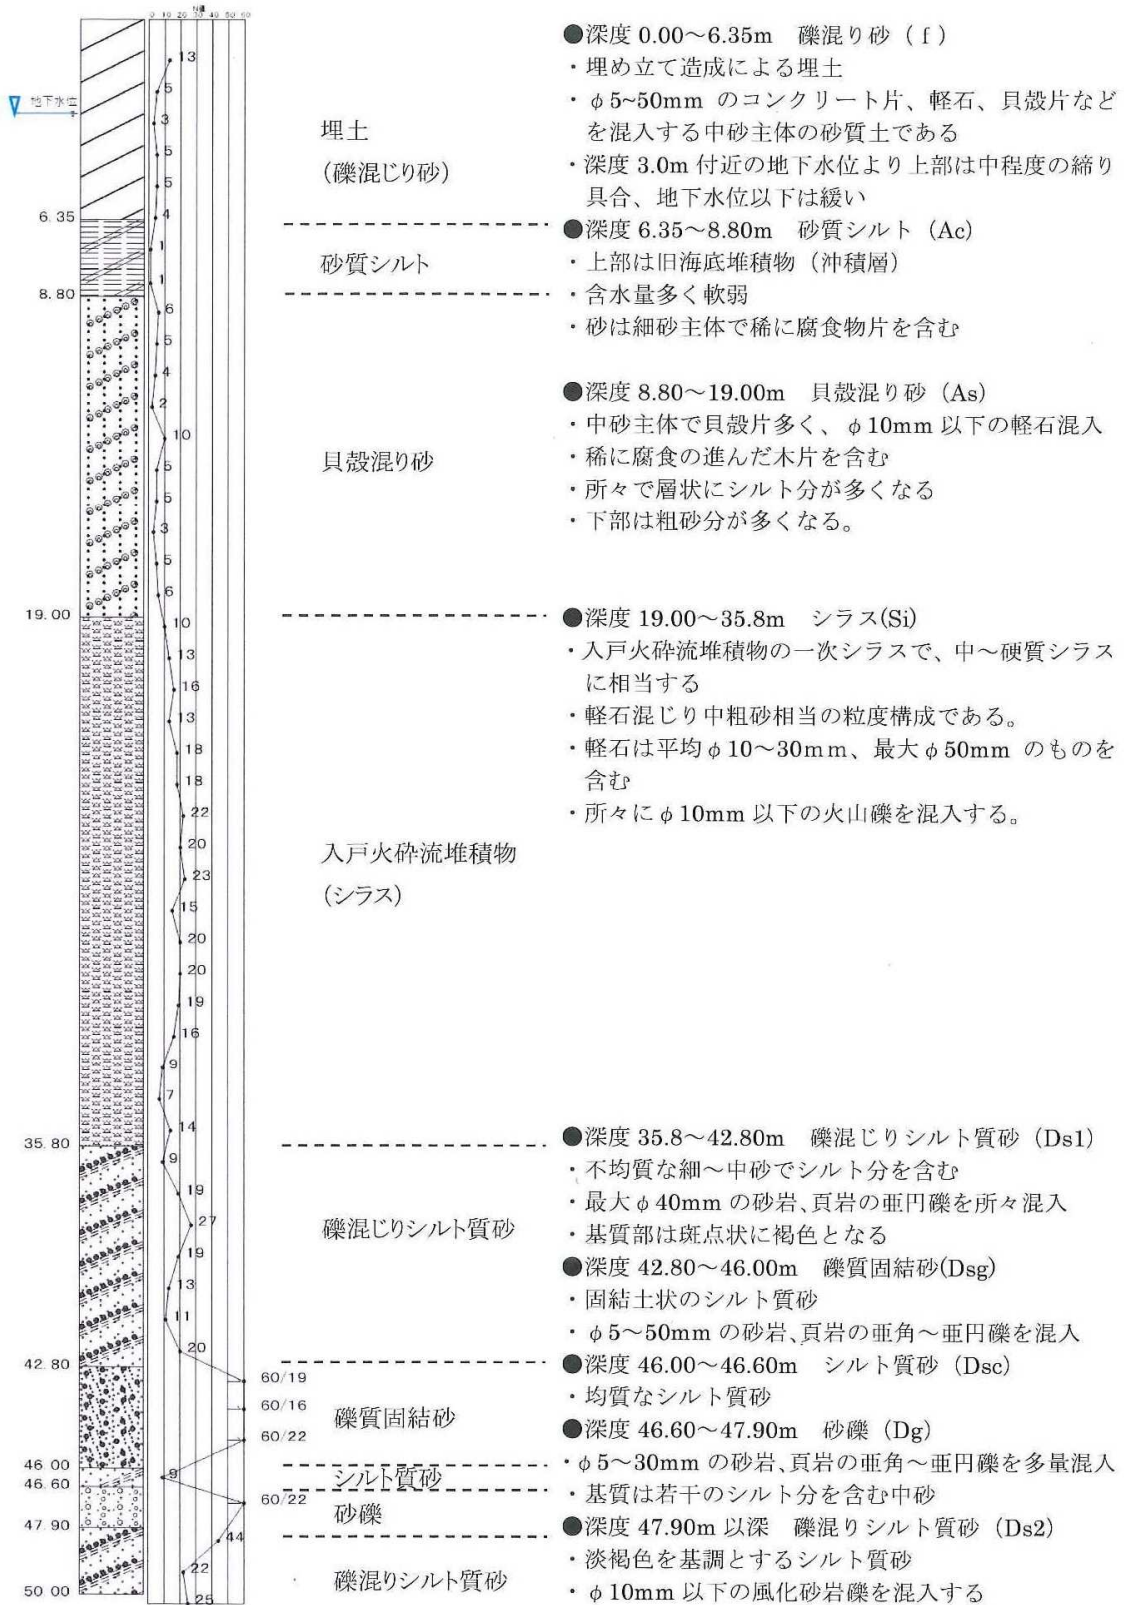 N値
0 10 20 30 40 50 60
地下水位
13
5
3
5
5
4
6 35
1
1
8. 80
6
5
4
2
10
5
5
3
5
6
19. 00
10
13
16
13
18
18
22
20
23
15
20
20
19
16
9
7
14
35. 80
9
19
27
19
13
11
20
42. 80
60/19
60/16
60/22
46 00
9
46. 60
60/22
47 90
44
22
50 00
25
埋土
(礫混じり砂)
砂質シルト
貝殻混り砂
入戸火砕流堆積物
(シラス)
礫混じりシルト質砂
礫質固結砂
シルト質砂
砂礫
礫混りシルト質砂
●深度 0.00～6.35m 礫混り砂（f）
・埋め立て造成による埋土
・φ5~50mm のコンクリート片、軽石、貝殻片など
を混入する中砂主体の砂質土である
・深度 3.0m 付近の地下水位より上部は中程度の締り
具合、地下水位以下は緩い
●深度 6.35～8.80m 砂質シルト（Ac）
・上部は旧海底堆積物（沖積層）
・含水量多く軟弱
・砂は細砂主体で稀に腐食物片を含む
●深度 8.80～19.00m 貝殻混り砂（As）
・中砂主体で貝殻片多く、φ10mm 以下の軽石混入
・稀に腐食の進んだ木片を含む
・所々で層状にシルト分が多くなる
・下部は粗砂分が多くなる。
●深度 19.00～35.8m シラス(Si)
・入戸火砕流堆積物の一次シラスで、中～硬質シラス
に相当する
・軽石混じり中粗砂相当の粒度構成である。
・軽石は平均φ10～30mm、最大φ50mm のものを
含む
・所々にφ10mm 以下の火山礫を混入する。
●深度 35.8～42.80m 礫混じりシルト質砂（Ds1）
・不均質な細～中砂でシルト分を含む
・最大φ40mm の砂岩、頁岩の亜円礫を所々混入
・基質部は斑点状に褐色となる
●深度 42.80～46.00m 礫質固結砂(Dsg)
・固結土状のシルト質砂
・φ5～50mm の砂岩、頁岩の亜角～亜円礫を混入
●深度 46.00～46.60m シルト質砂（Dsc）
・均質なシルト質砂
●深度 46.60～47.90m 砂礫（Dg）
・φ5～30mm の砂岩、頁岩の亜角～亜円礫を多量混入
・基質は若干のシルト分を含む中砂
●深度 47.90m 以深 礫混りシルト質砂（Ds2）
・淡褐色を基調とするシルト質砂
・φ10mm 以下の風化砂岩礫を混入する